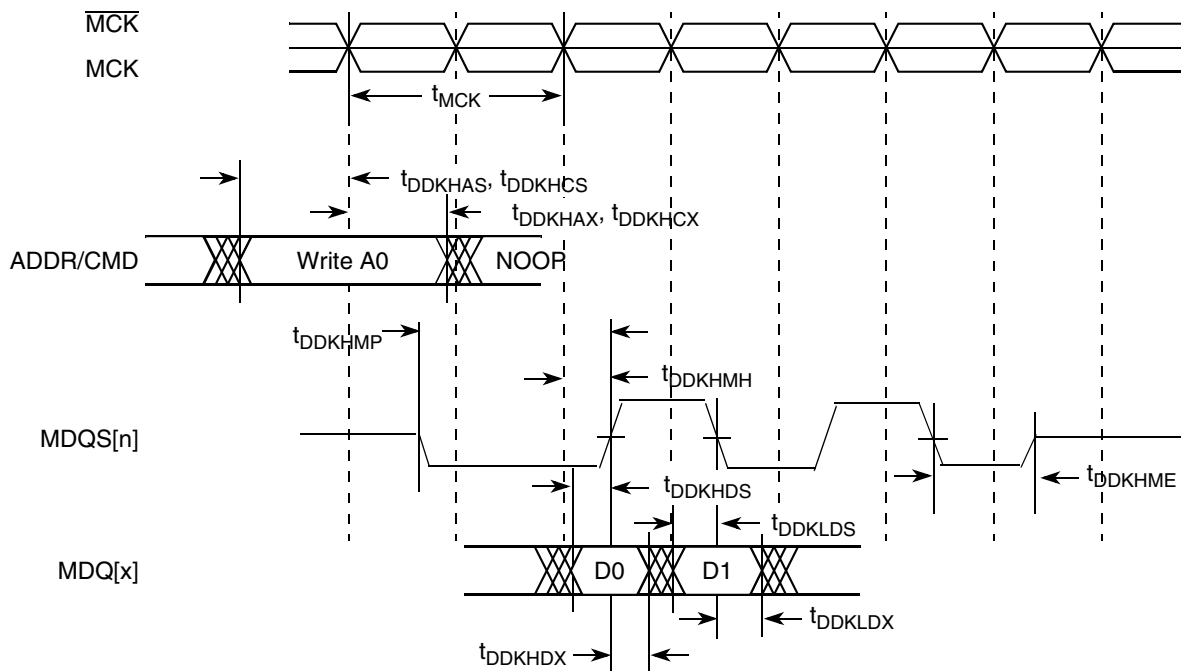 MCK
MCK
tMCK
tDDKHAS, tDDKHCS
tDDKHAX, tDDKHCX
ADDR/CMD
Write A0
NOOP
tDDKHMP
tDDKHMH
MDQS[n]
tDDKHME
tDDKHDS
tDDKLDS
MDQ[x]
D0
D1
tDDKLDX
tDDKHDX